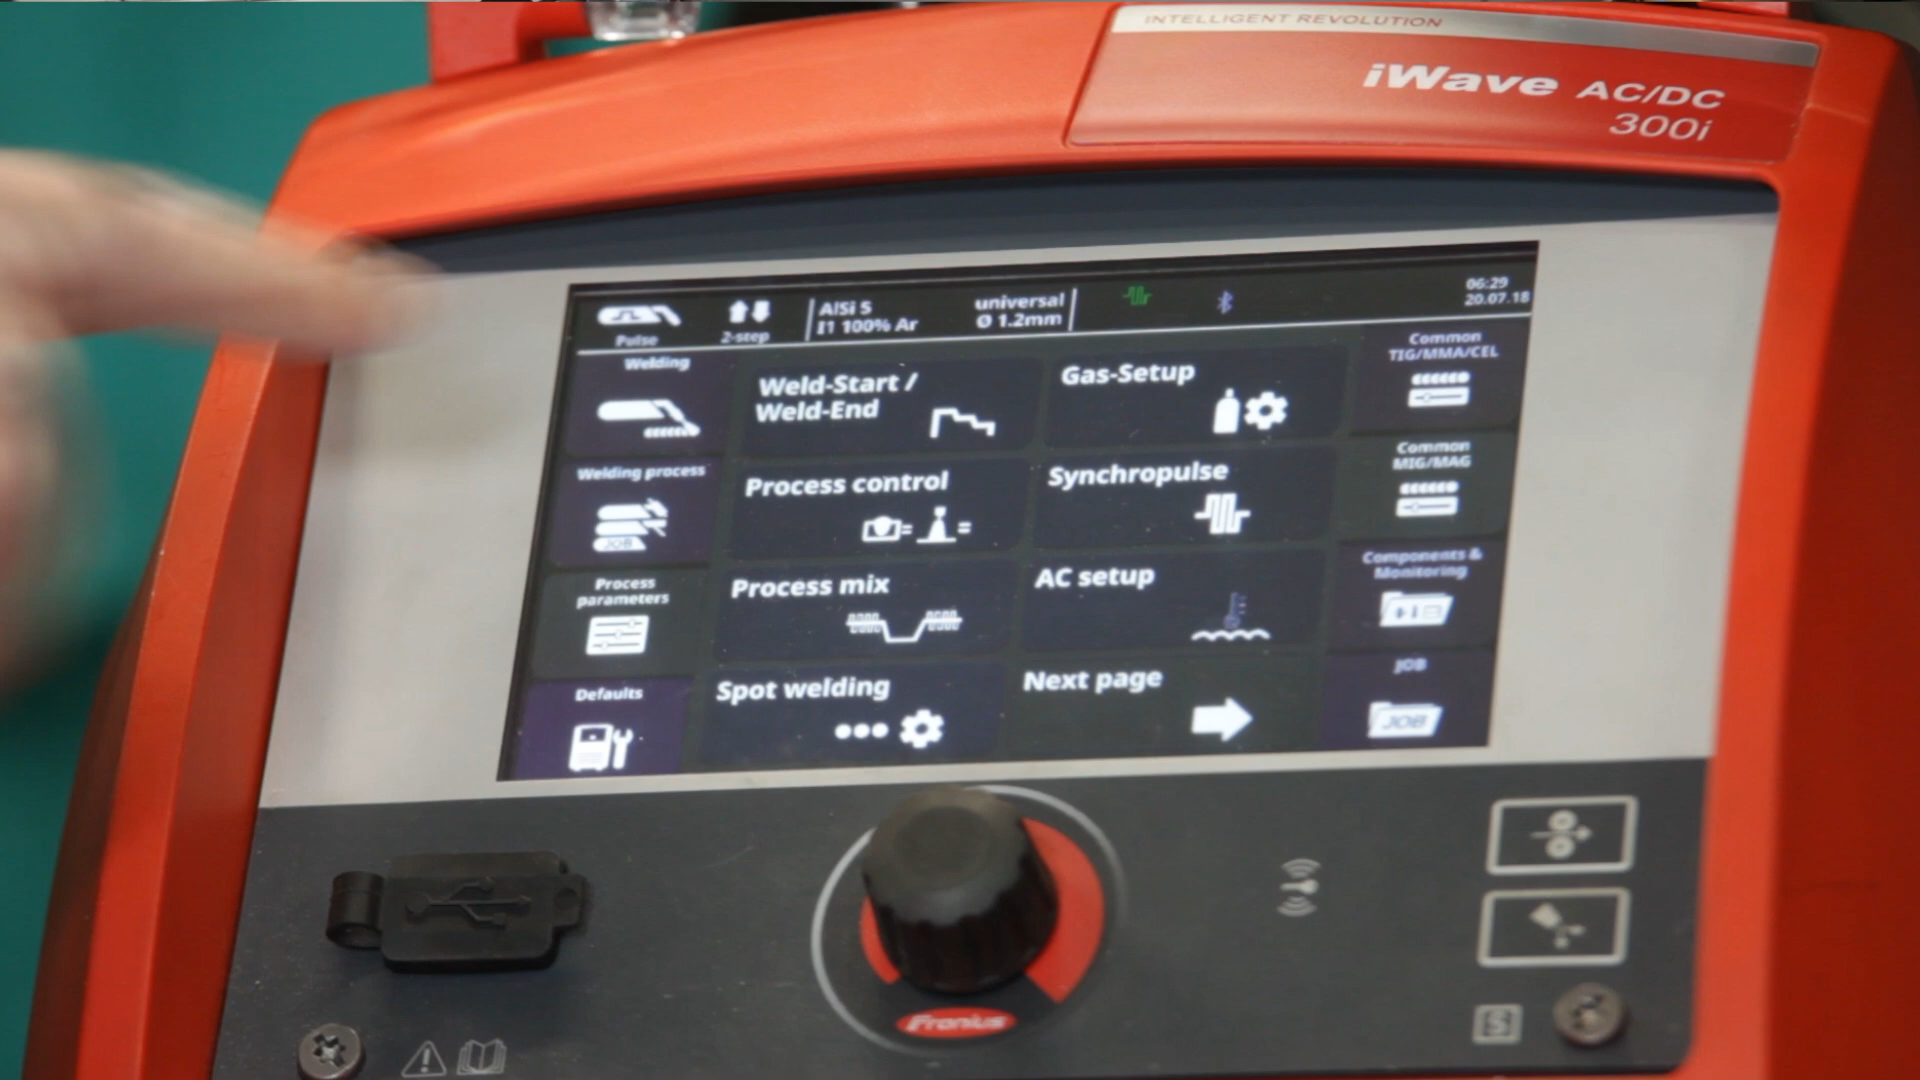 INTELLIGENT REVOLUTION
iWave AC/DC
300i
Pulse
2-step
AlSi 5
I1 100% Ar
universal
Ø 1.2mm
06:29
20.07.18
Welding
Welding process
JOB
Process
parameters
Defaults
Weld-Start /
Weld-End
Gas-Setup
Process control
Synchropulse
Process mix
AC setup
Spot welding
Next page
Common
TIG/MMA/CEL
Common
MIG/MAG
Components &
Monitoring
JOB
JOB
Fronius
S